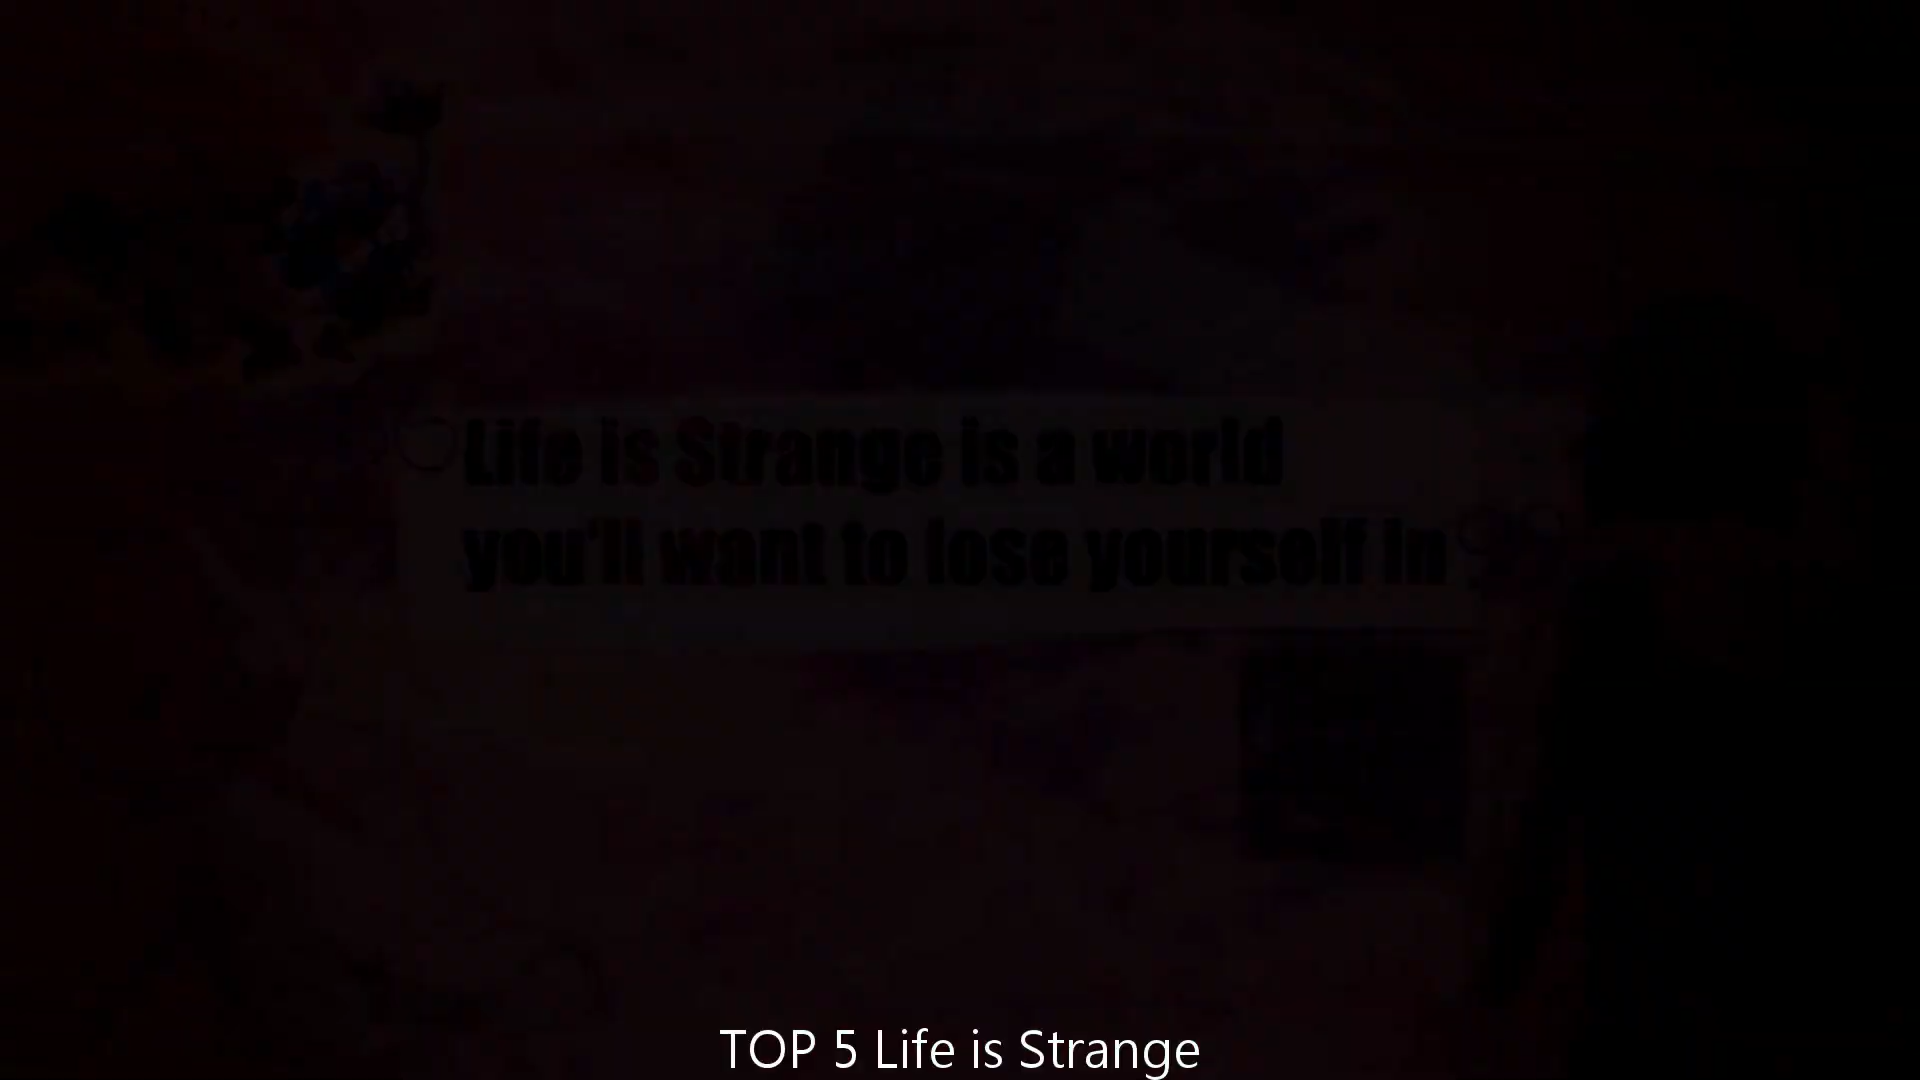 Life is Strange is a world
you'll want to lose yourself in
TOP 5 Life is Strange